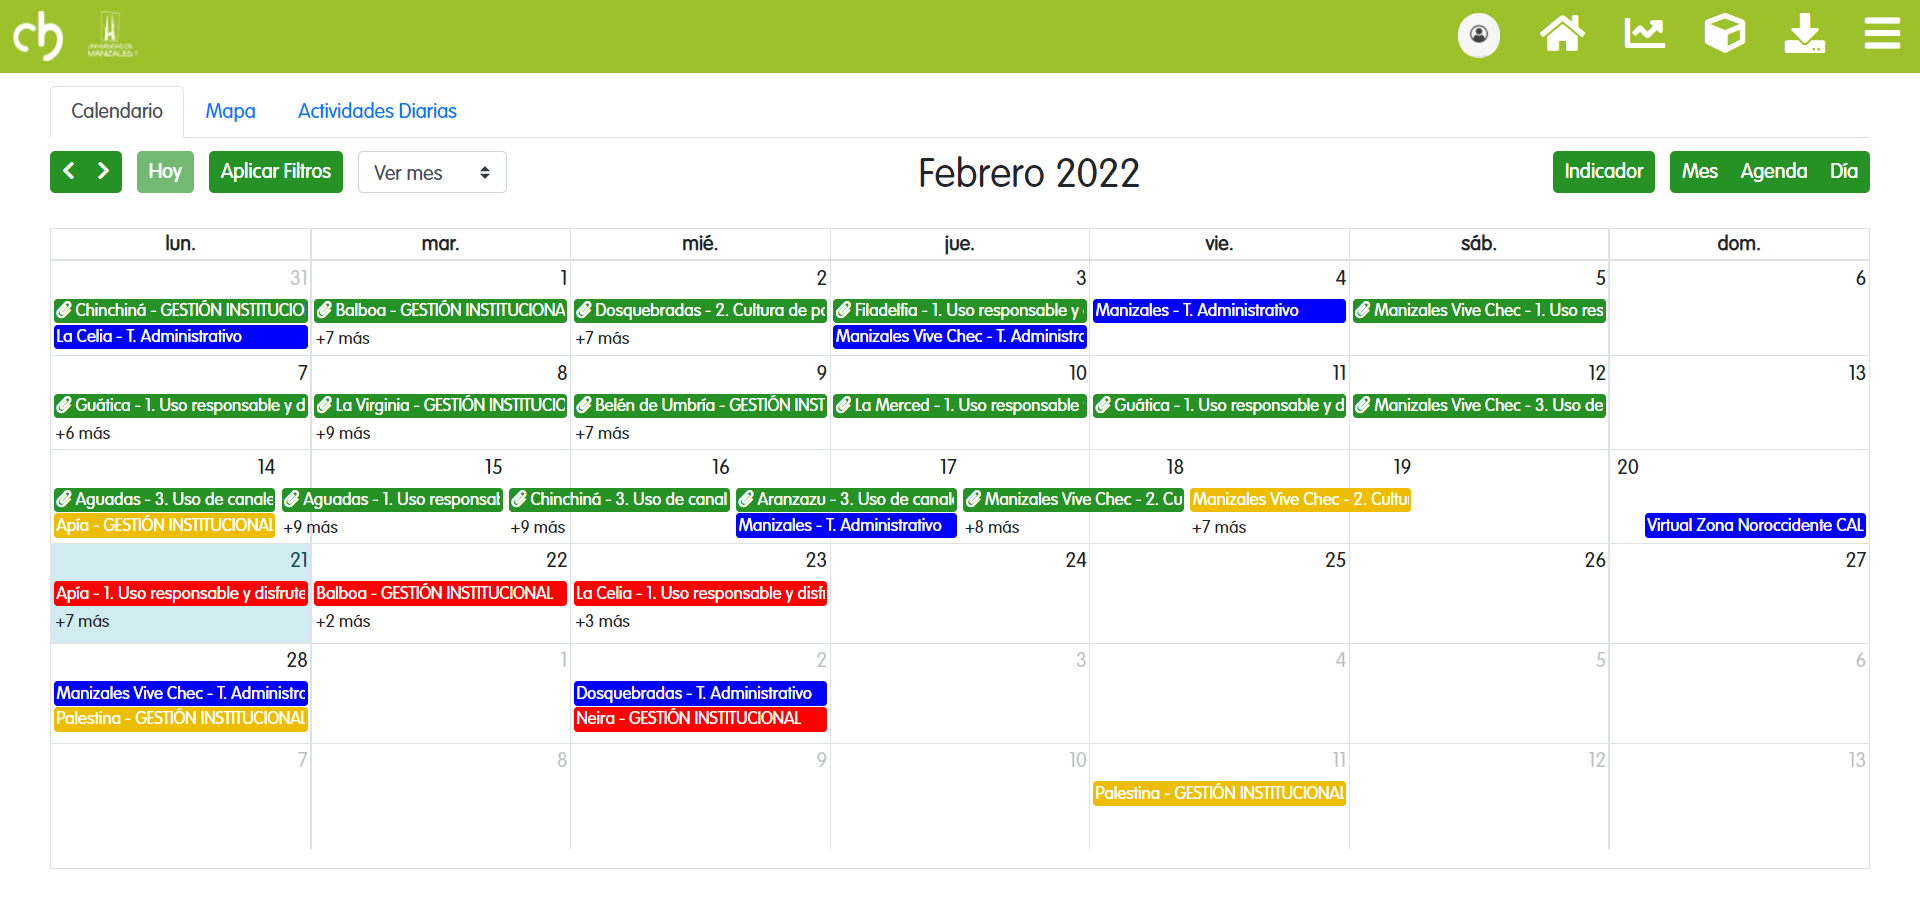 UNIVERSIDAD DE
MANIZALES
Calendario
Mapa
Actividades Diarias
Hoy
Aplicar Filtros
Ver mes
Febrero 2022
Indicador
Mes
Agenda
Día
lun.
mar.
mié.
jue.
vie.
sáb.
dom.
31
1
2
3
4
5
6
Chinchiná - GESTIÓN INSTITUCIO
Balboa - GESTIÓN INSTITUCIONA
Dosquebradas - 2. Cultura de po
Filadelfia - 1. Uso responsable y
Manizales - T. Administrativo
Manizales Vive Chec - 1. Uso res
La Celia - T. Administrativo
+7 más
+7 más
Manizales Vive Chec - T. Administra
7
8
9
10
11
12
13
Guática - 1. Uso responsable y d
La Virginia - GESTIÓN INSTITUCIO
Belén de Umbría - GESTIÓN INST
La Merced - 1. Uso responsable
Guática - 1. Uso responsable y d
Manizales Vive Chec - 3. Uso de
+6 más
+9 más
+7 más
14
15
16
17
18
19
20
Aguadas - 3. Uso de canale
Aguadas - 1. Uso responsab
Chinchiná - 3. Uso de canal
Aranzazu - 3. Uso de canal
Manizales Vive Chec - 2. Cu
Manizales Vive Chec - 2. Cultu
Apía - GESTIÓN INSTITUCIONAL
+9 más
+9 más
Manizales - T. Administrativo
+8 más
+7 más
Virtual Zona Noroccidente CAL
21
22
23
24
25
26
27
Apía - 1. Uso responsable y disfrute
Balboa - GESTIÓN INSTITUCIONAL
La Celia - 1. Uso responsable y disf
+7 más
+2 más
+3 más
28
1
2
3
4
5
6
Manizales Vive Chec - T. Administra
Dosquebradas - T. Administrativo
Palestina - GESTIÓN INSTITUCIONAL
Neira - GESTIÓN INSTITUCIONAL
7
8
9
10
11
12
13
Palestina - GESTIÓN INSTITUCIONAL